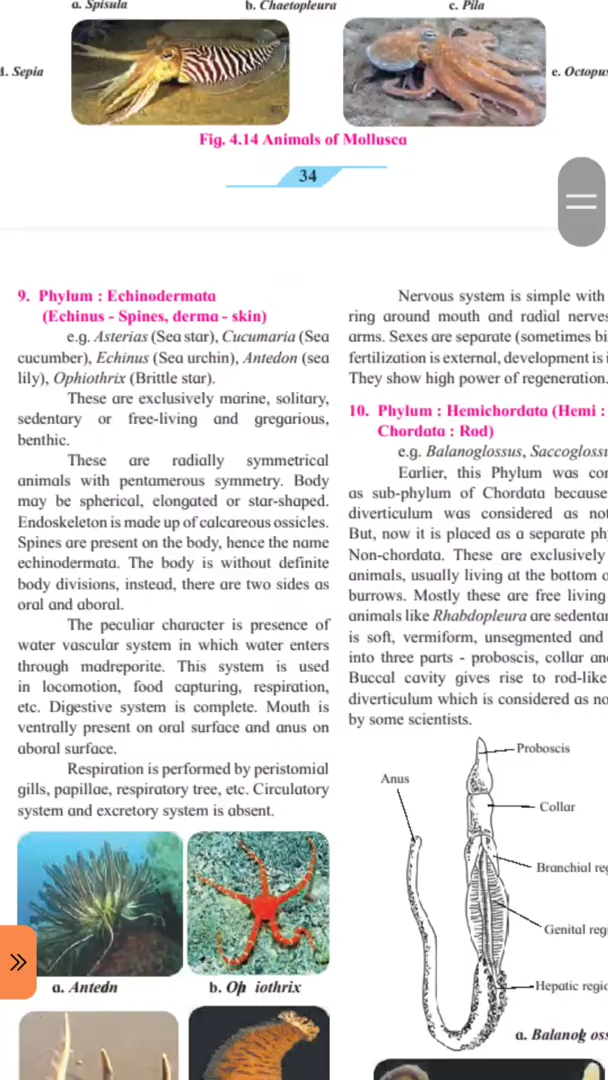 a. Spisula
b. Chaetopleura
c. Pila
d. Sepia
e. Octopus
Fig. 4.14 Animals of Mollusca
34
9. Phylum : Echinodermata
(Echinus - Spines, derma - skin)
e.g. Asterias (Sea star), Cucumaria (Sea
cucumber), Echinus (Sea urchin), Antedon (sea
lily), Ophiothrix (Brittle star).
These are exclusively marine, solitary,
sedentary or free-living and gregarious,
benthic.
These are radially symmetrical
animals with pentamerous symmetry. Body
may be spherical, elongated or star-shaped.
Endoskeleton is made up of calcareous ossicles.
Spines are present on the body, hence the name
echinodermata. The body is without definite
body divisions, instead, there are two sides as
oral and aboral.
The peculiar character is presence of
water vascular system in which water enters
through madreporite. This system is used
in locomotion, food capturing, respiration,
etc. Digestive system is complete. Mouth is
ventrally present on oral surface and anus on
aboral surface.
Respiration is performed by peristomial
gills, papillae, respiratory tree, etc. Circulatory
system and excretory system is absent.
a. Antedn
b. Oph iothrix
Nervous system is simple with
ring around mouth and radial nerves
arms. Sexes are separate (sometimes bi
fertilization is external, development is i
They show high power of regeneration.
10. Phylum : Hemichordata (Hemi :
Chordata : Rod)
e.g. Balanoglossus, Saccoglossu
Earlier, this Phylum was con
as sub-phylum of Chordata because
diverticulum was considered as not
But, now it is placed as a separate ph
Non-chordata. These are exclusively
animals, usually living at the bottom o
burrows. Mostly these are free living
animals like Rhabdopleura are sedentar
is soft, vermiform, unsegmented and
into three parts - proboscis, collar and
Buccal cavity gives rise to rod-like
diverticulum which is considered as no
by some scientists.
Proboscis
Anus
Collar
Branchial reg
Genital regi
Hepatic regio
a. Balanog oss